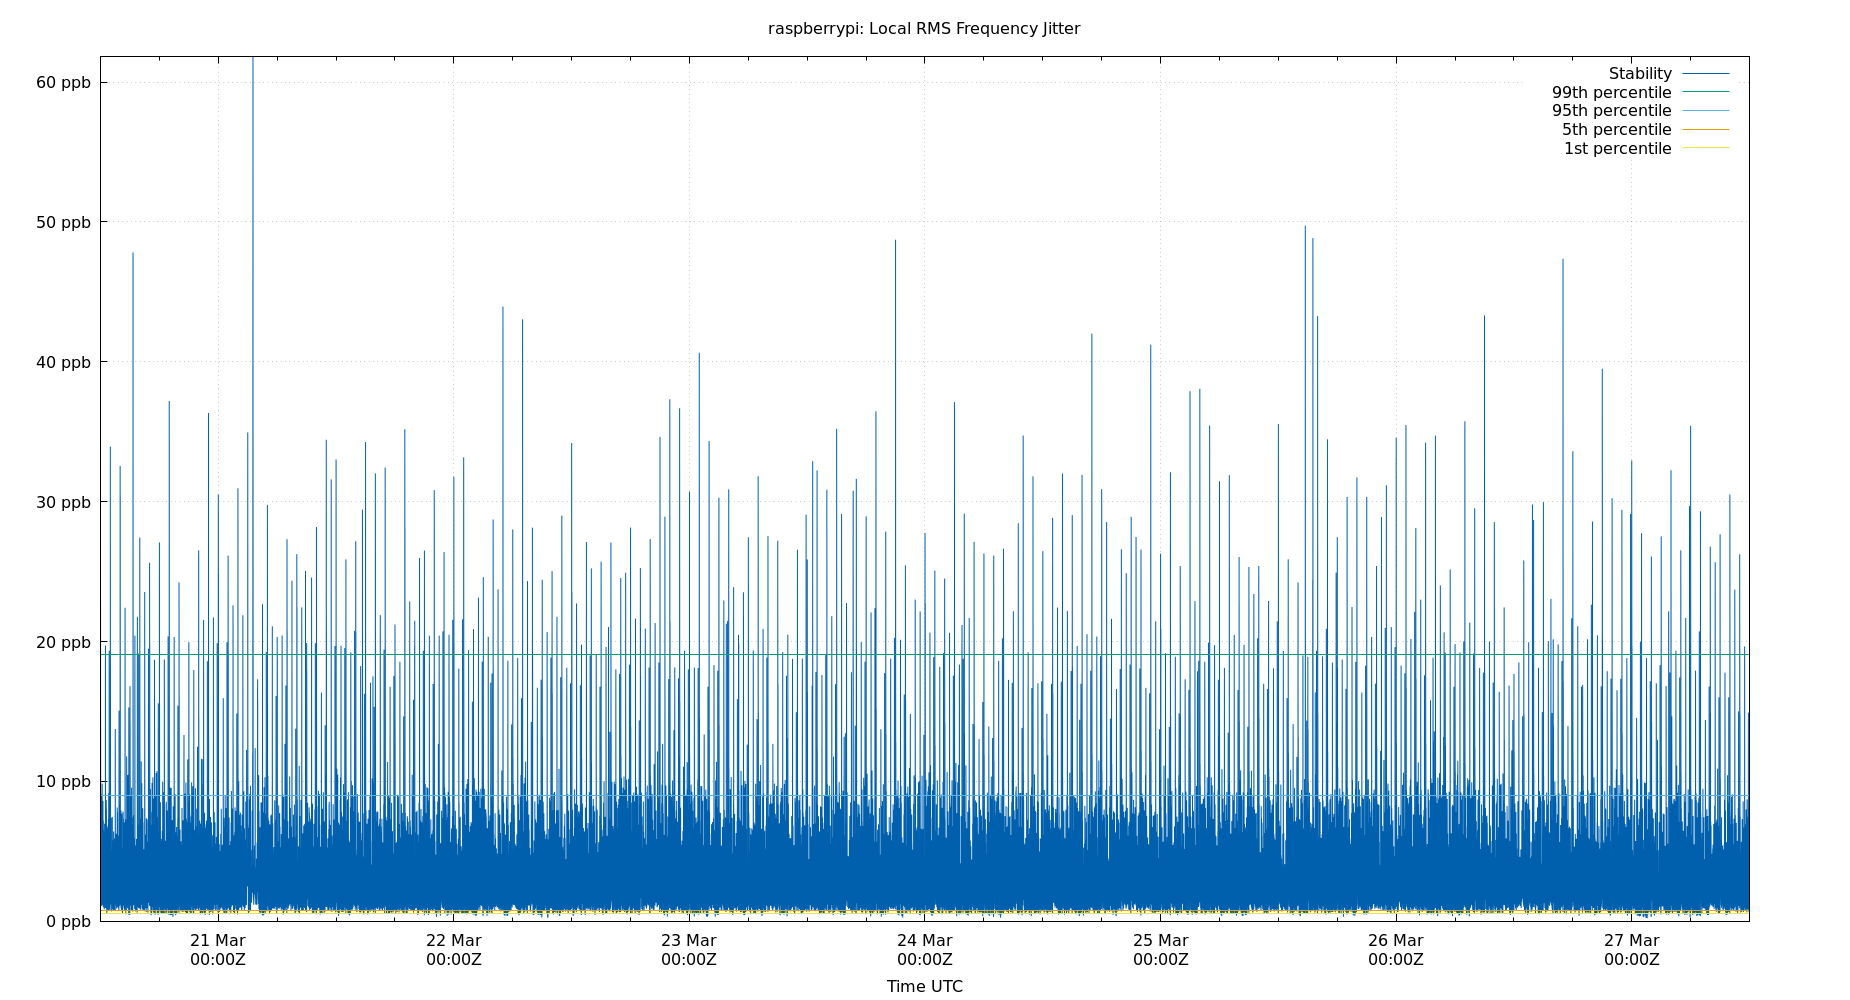 raspberrypi: Local RMS Frequency Jitter
Stability
99th percentile
95th percentile
5th percentile
1st percentile
60 ppb
50 ppb
40 ppb
30 ppb
20 ppb
10 ppb
0 ppb
21 Mar
00:00Z
22 Mar
00:00Z
23 Mar
00:00Z
24 Mar
00:00Z
25 Mar
00:00Z
26 Mar
00:00Z
27 Mar
00:00Z
Time UTC